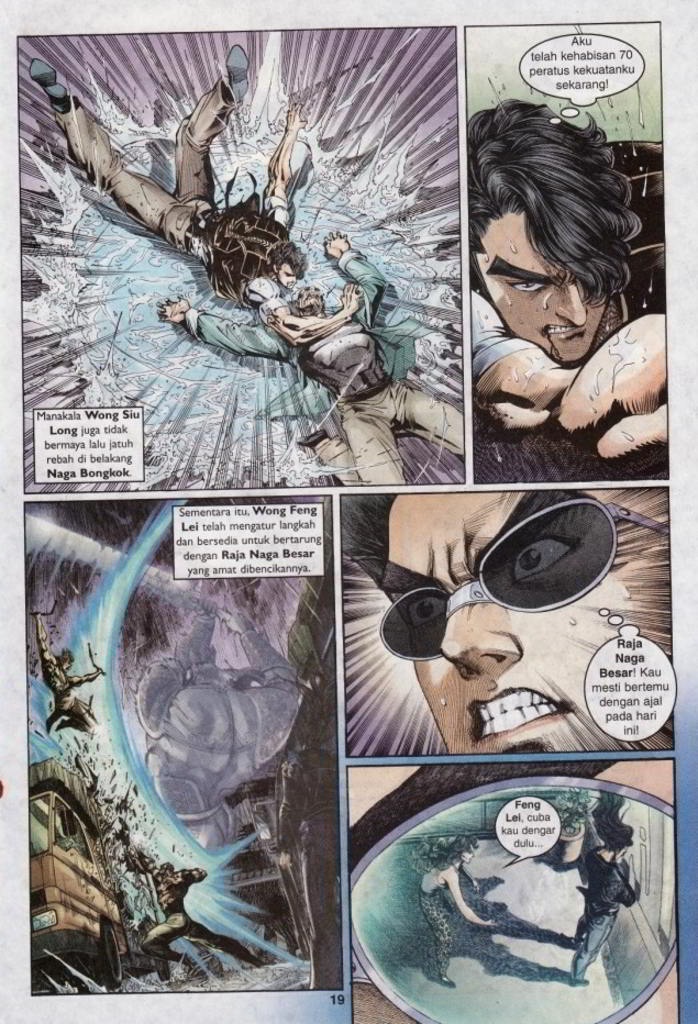 Aku
telah kehabisan 70
peratus kekuatanku
sekarang!
Manakala Wong Siu
Long juga tidak
bermaya lalu jatuh
rebah di belakang
Naga Bongkok.
Sementara itu, Wong Feng
Lei telah mengatur langkah
dan bersedia untuk bertarung
dengan Raja Naga Besar
yang amat dibencikannya.
Raja
Naga
Besar! Kau
mesti bertemu
dengan ajal
pada hari
ini!
Feng
Lei, cuba
kau dengar
dulu...
19